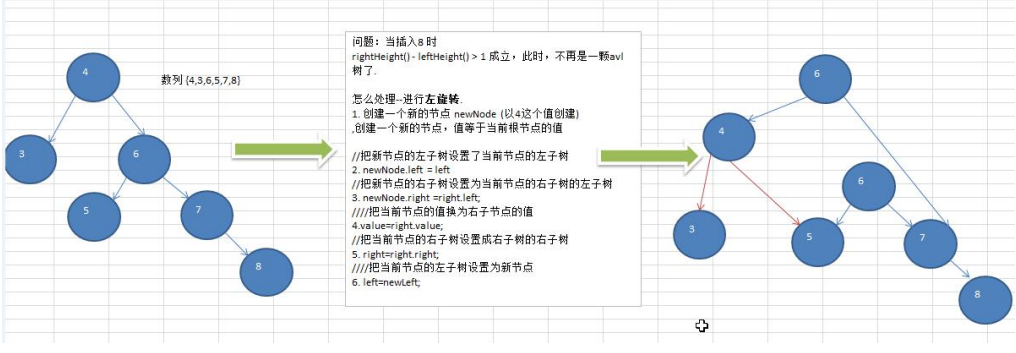 4
数列 {4,3,6,5,7,8}
3
6
5
7
8
问题：当插入8 时
rightHeight() - leftHeight() > 1 成立，此时，不再是一颗avl
树了.
怎么处理--进行左旋转.
1. 创建一个新的节点 newNode (以4这个值创建)
,创建一个新的节点，值等于当前根节点的值
//把新节点的左子树设置了当前节点的左子树
2. newNode.left = left
//把新节点的右子树设置为当前节点的右子树的左子树
3. newNode.right =right.left;
////把当前节点的值换为右子节点的值
4.value=right.value;
//把当前节点的右子树设置成右子树的右子树
5. right=right.right;
////把当前节点的左子树设置为新节点
6. left=newLeft;
6
4
6
3
5
7
8